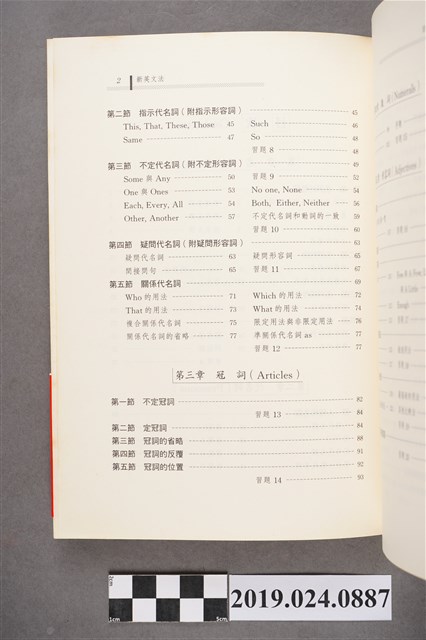 2 新英文法
第二節 指示代名詞(附指示形容詞) 45
This, That, These, Those 45 Such 46
Same 47 So 48
習題 8 48
第三節 不定代名詞(附不定形容詞) 49
Some 與 Any 50 習題 9 52
One 與 Ones 53 No one, None 54
Each, Every, All 54 Both, Either, Neither 56
Other, Another 57 不定代名詞和動詞的一致 59
習題 10 60
第四節 疑問代名詞(附疑問形容詞) 63
疑問代名詞 63 疑問形容詞 65
間接問句 65 習題 11 67
第五節 關係代名詞 69
Who 的用法 71 Which 的用法 72
That 的用法 73 What 的用法 74
複合關係代名詞 75 限定用法與非限定用法 76
關係代名詞的省略 77 準關係代名詞 as 77
習題 12 77
第三章 冠 詞(Articles)
第一節 不定冠詞 82
習題 13 84
第二節 定冠詞 84
第三節 冠詞的省略 88
第四節 冠詞的反覆 91
第五節 冠詞的位置 92
習題 14 93
2019.024.0887
1cm 5cm